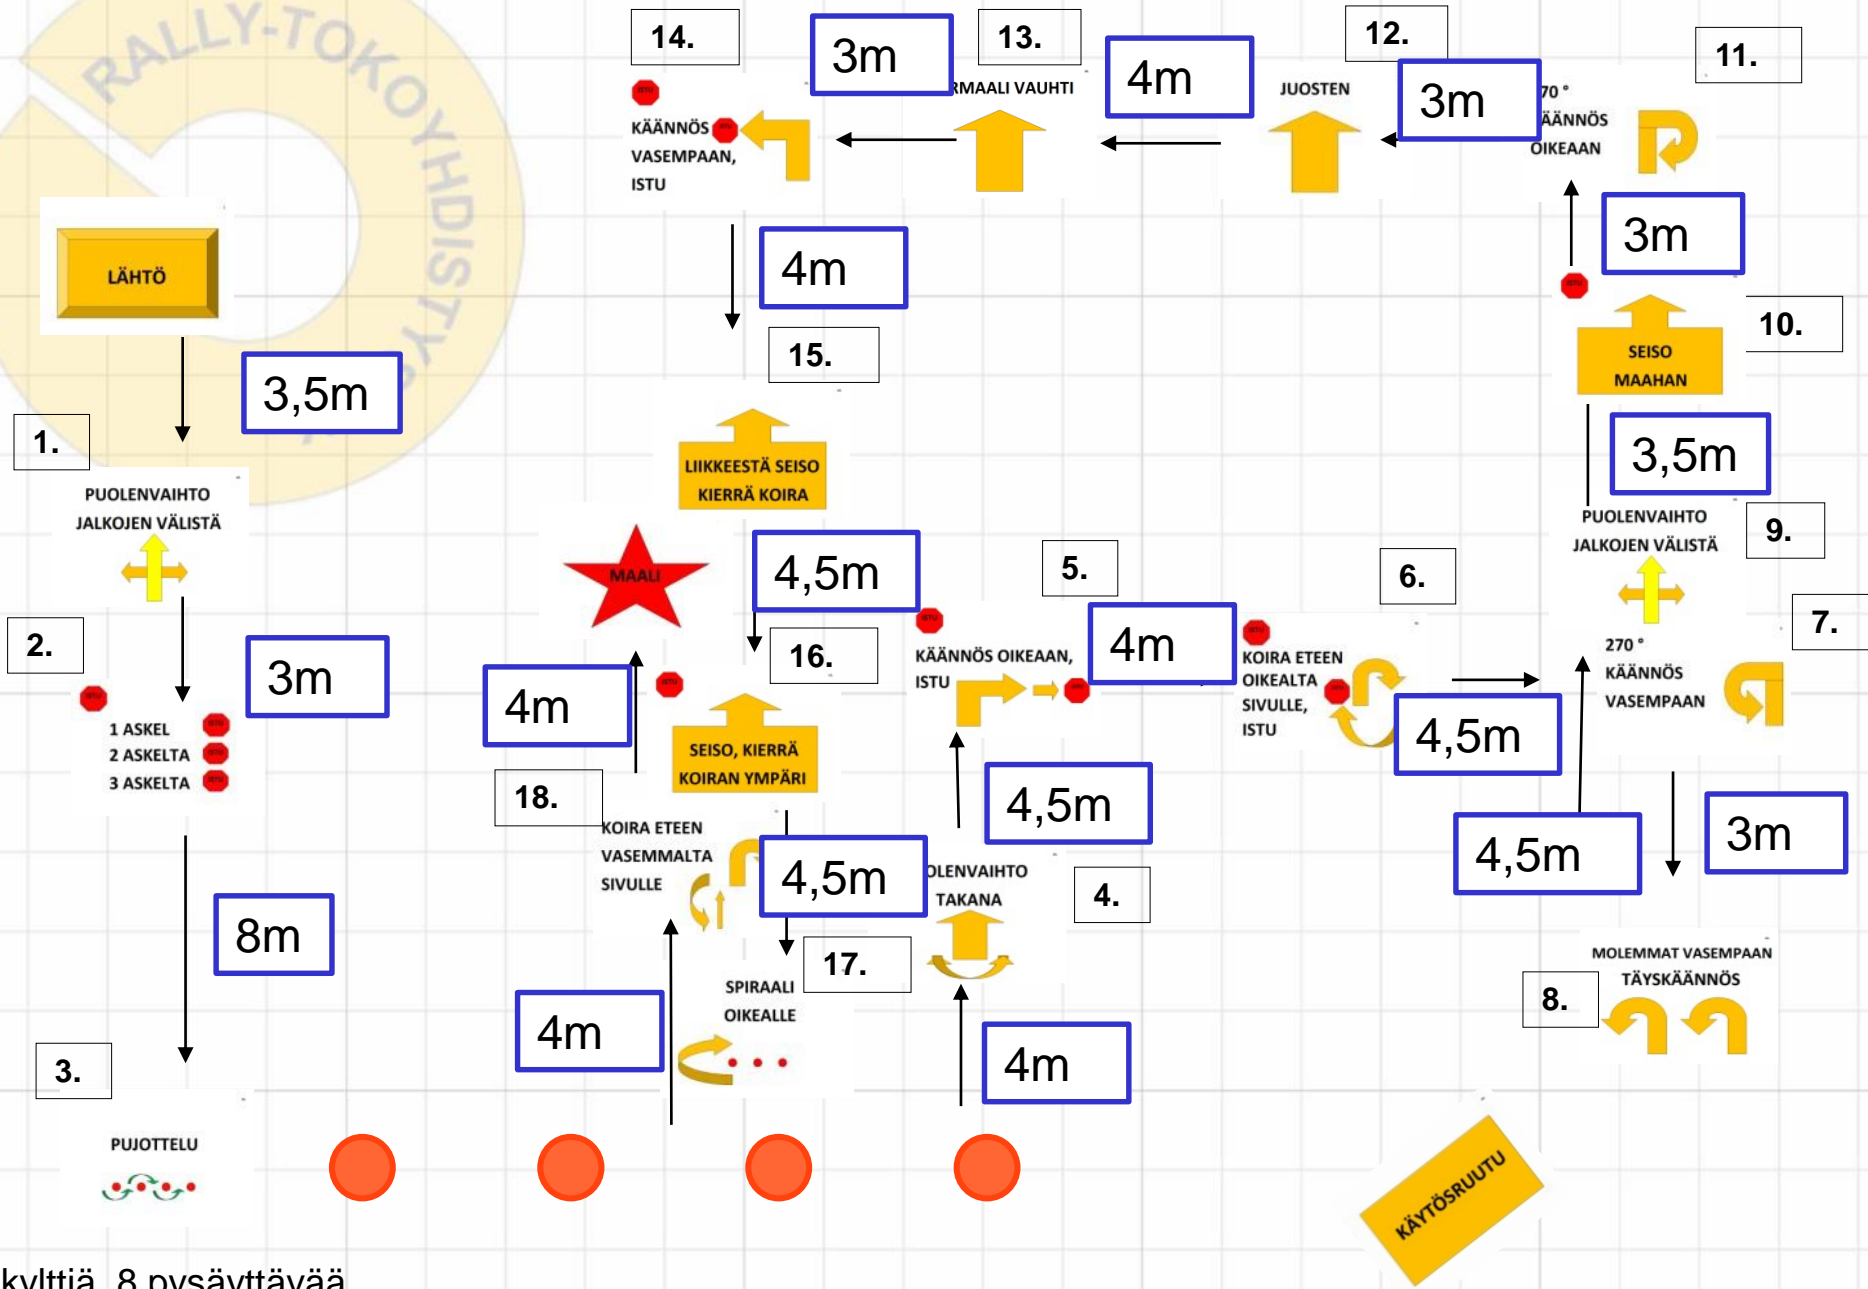 RALLY-TOKOYHDISTYS
LÄHTÖ
3,5m
1.
PUOLENVAIHTO
JALKOJEN VÄLISTÄ
3m
2.
1 ASKEL
2 ASKELTA
3 ASKELTA
8m
3.
PUJOTTELU
4m
4.
TAKANA
4,5m
5.
KÄÄNNÖS OIKEAAN,
ISTU
4m
6.
KOIRA ETEEN
OIKEALTA
SIVULLE,
ISTU
4,5m
7.
270 °
KÄÄNNÖS
VASEMPAAN
3m
8.
MOLEMMAT VASEMPAAN
TÄYSKÄÄNNÖS
4,5m
9.
PUOLENVAIHTO
JALKOJEN VÄLISTÄ
3,5m
10.
SEISO
MAAHAN
ISTU
3m
11.
OIKEAAN
3m
12.
JUOSTEN
4m
13.
VAUHTI
3m
14.
ISTU
KÄÄNNÖS
VASEMPAAN,
ISTU
4m
15.
LIIKKEESTÄ SEISO
KIERRÄ KOIRA
4,5m
16.
SEISO, KIERRÄ
KOIRAN YMPÄRI
4,5m
17.
SPIRAALI
OIKEALLE
4m
18.
KOIRA ETEEN
VASEMMALTA
SIVULLE
4m
MAALI
KÄYTÖSRUUTU
kylttiä, 8 pysäyttävää